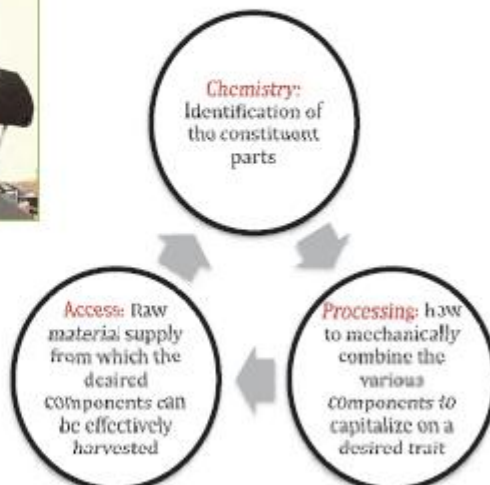 Chemistry:
Identification of
the constituent
parts
Access: Raw
material supply
from which the
desired
components can
be effectively
harvested
Processing: how
to mechanically
combine the
various
components to
capitalize on a
desired trait